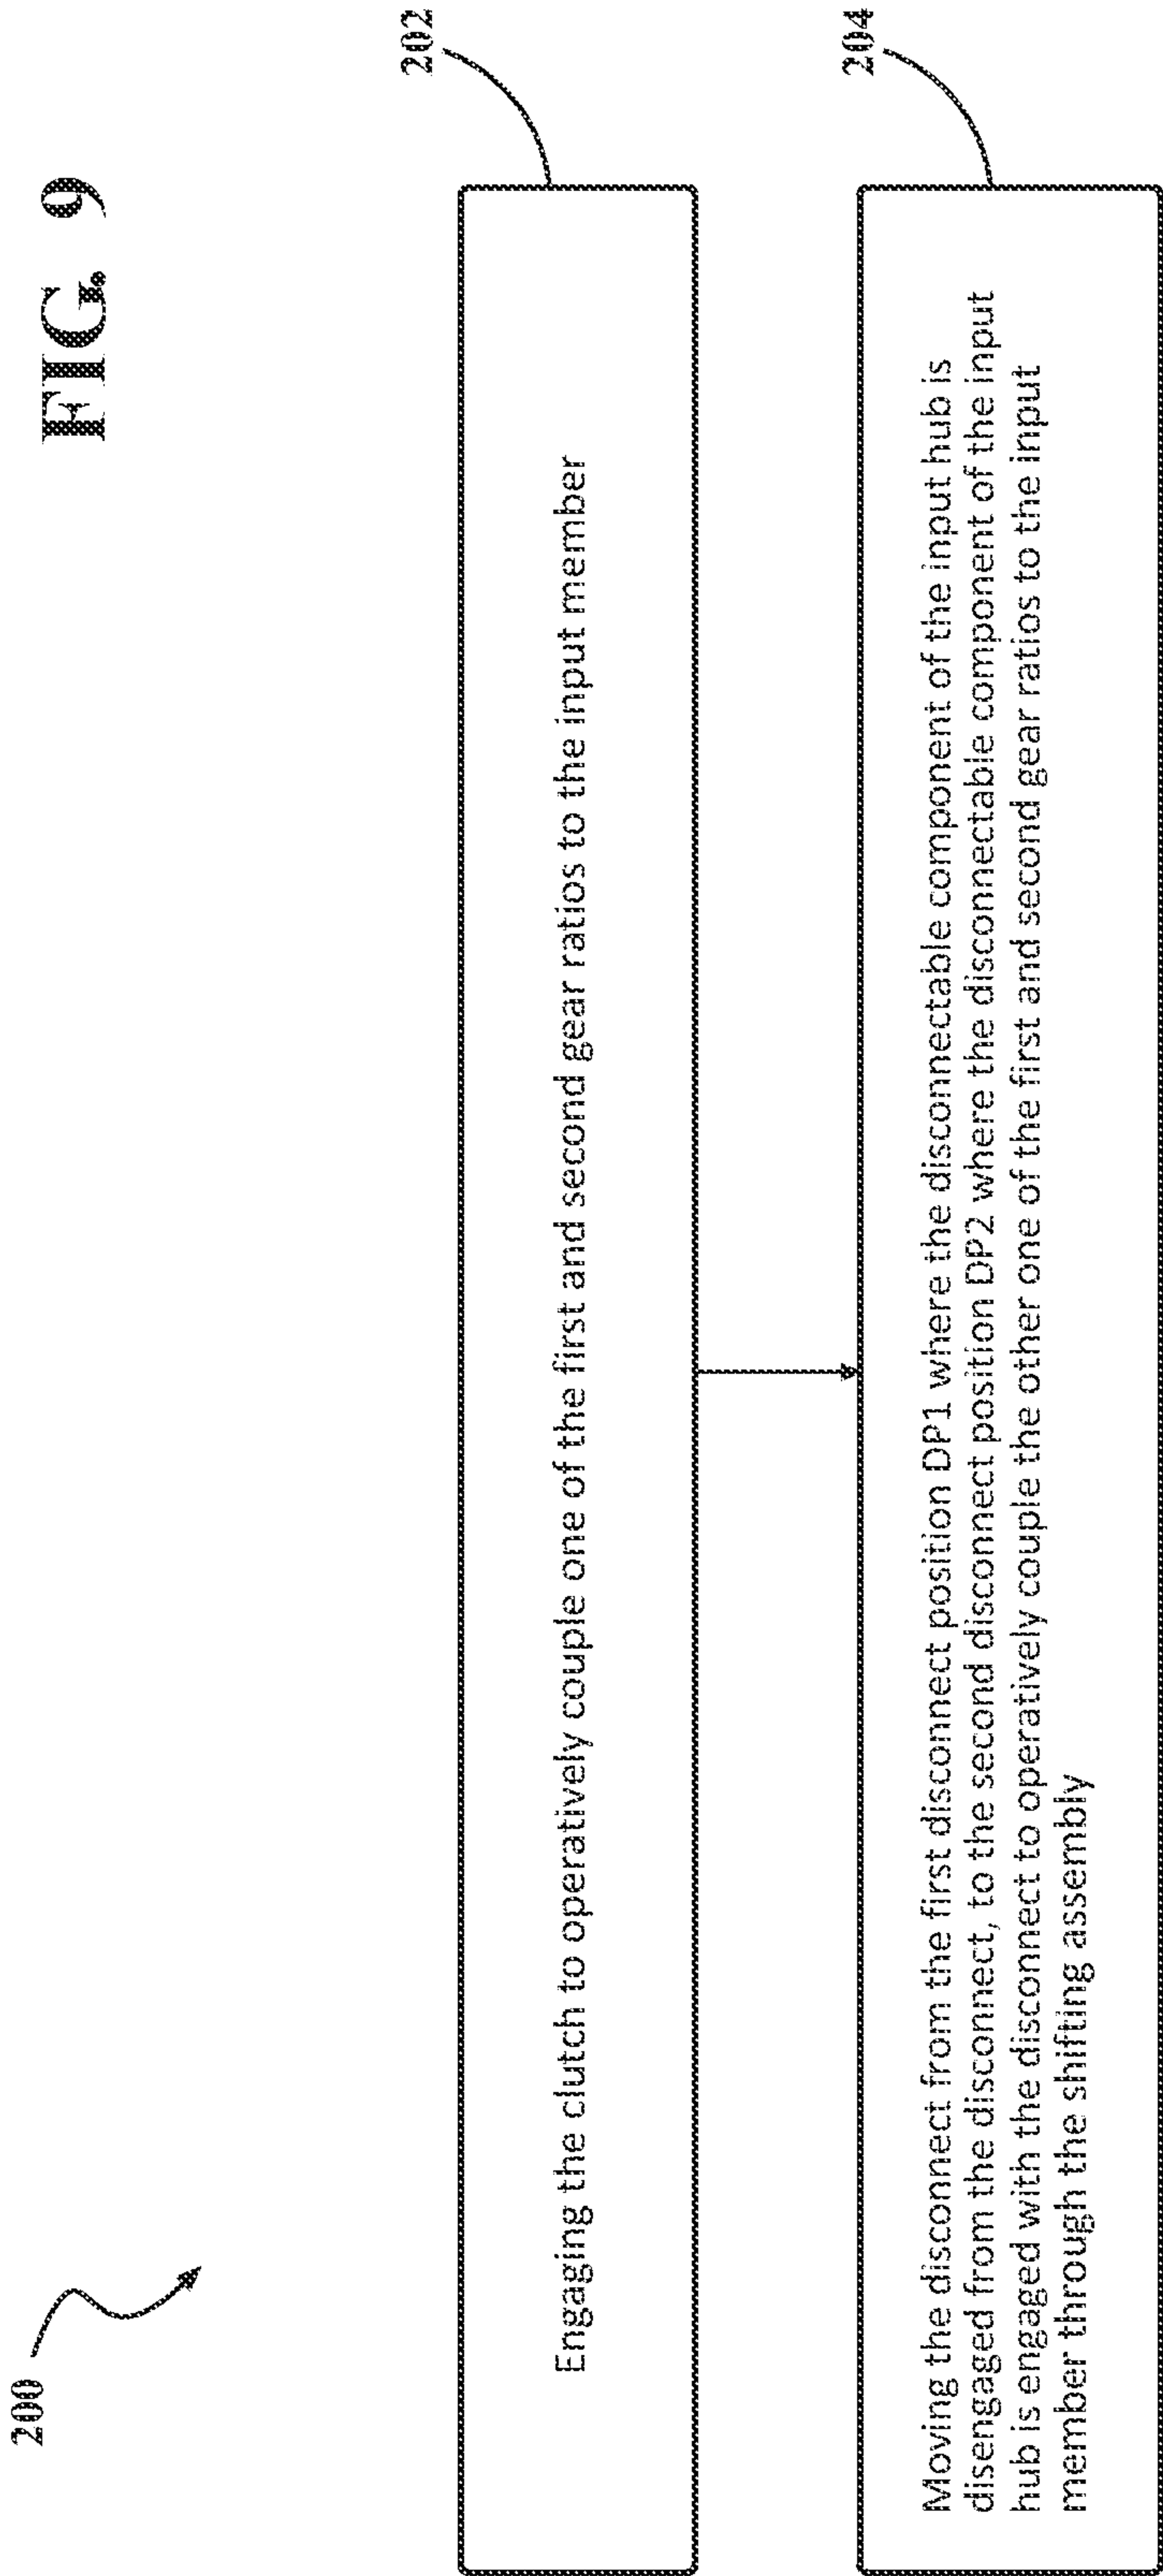 FIG. 9
200
202
Engaging the clutch to operatively couple one of the first and second gear ratios to the input member
204
Moving the disconnect from the first disconnect position DP1 where the disconnectable component of the input hub is
disengaged from the disconnect, to the second disconnect position DP2 where the disconnectable component of the input
hub is engaged with the disconnect to operatively couple the other one of the first and second gear ratios to the input
member through the shifting assembly